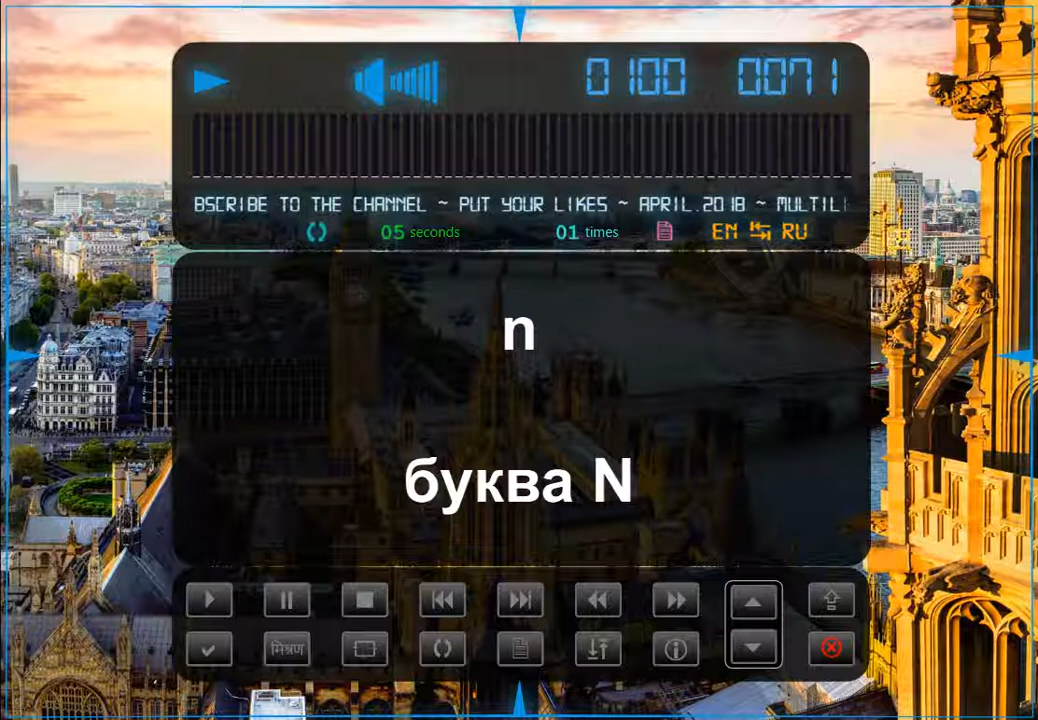 0100 0071
BSCRIBE TO THE CHANNEL ~ PUT YOUR LIKES ~ APRIL.2018 ~ MULTIL
05 seconds 01 times EN RU
n
буква N
मिश्रण